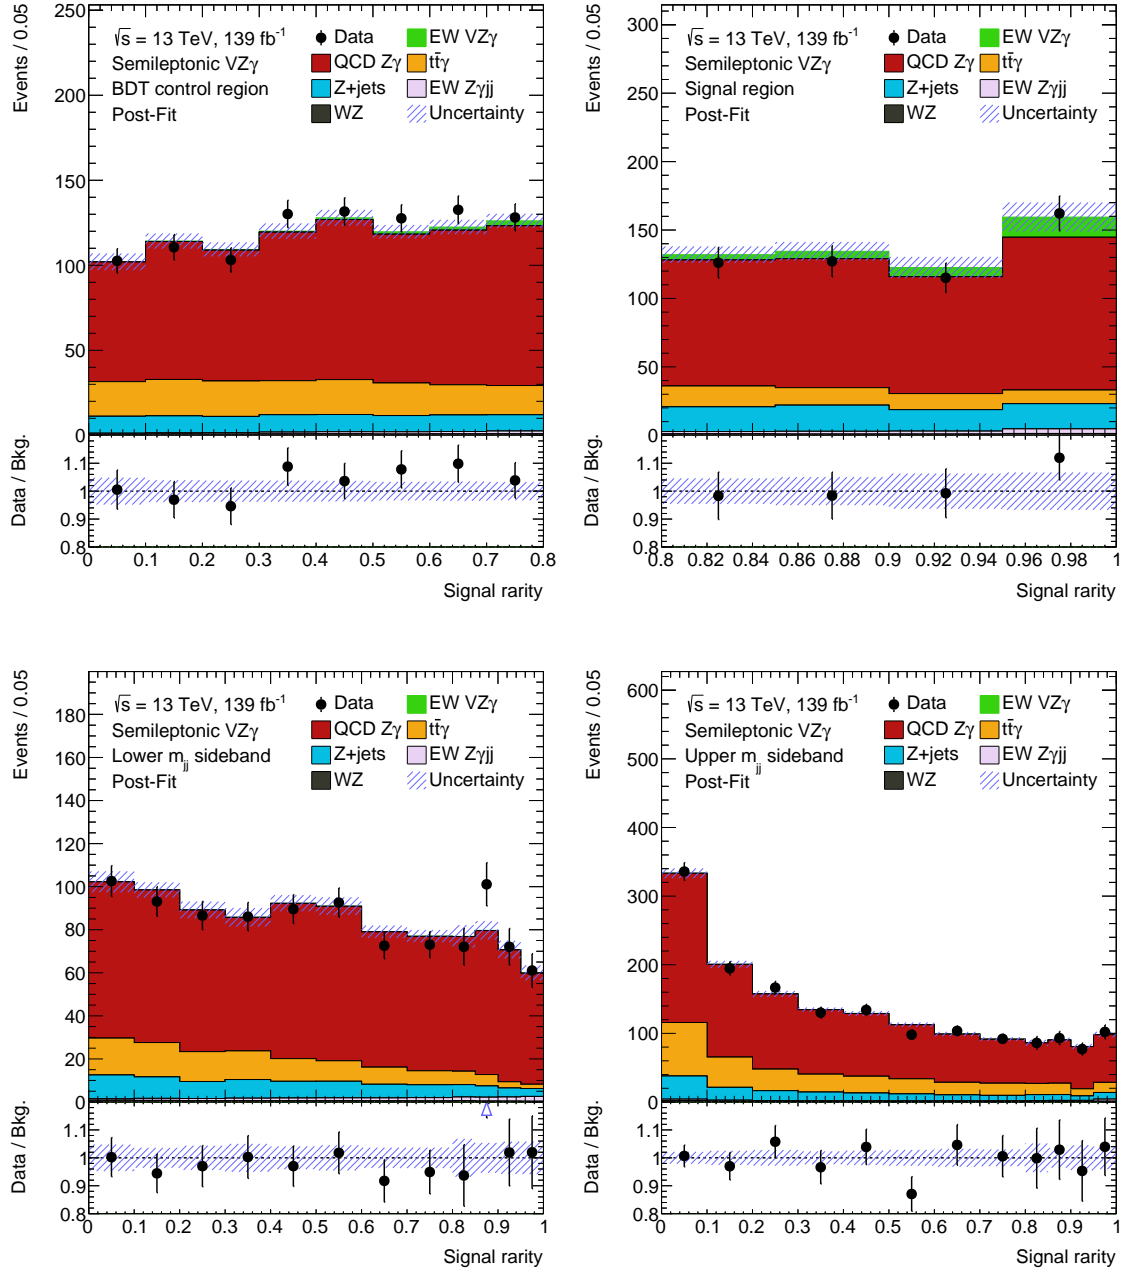 Events / 0.05
250
200
150
100
50
0
√s = 13 TeV, 139 fb-1
Semileptonic VZγ
BDT control region
Post-Fit
Data
EW VZγ
QCD Zγ
tt̄γ
Z+jets
EW Zγjj
WZ
Uncertainty
Data / Bkg.
1.1
1
0.9
0.8
0 0.1 0.2 0.3 0.4 0.5 0.6 0.7 0.8
Signal rarity
Events / 0.05
300
250
200
150
100
50
0
√s = 13 TeV, 139 fb-1
Semileptonic VZγ
Signal region
Post-Fit
Data
EW VZγ
QCD Zγ
tt̄γ
Z+jets
EW Zγjj
WZ
Uncertainty
Data / Bkg.
1.1
1
0.9
0.8
0.8 0.82 0.84 0.86 0.88 0.9 0.92 0.94 0.96 0.98 1
Signal rarity
Events / 0.05
180
160
140
120
100
80
60
40
20
0
√s = 13 TeV, 139 fb-1
Semileptonic VZγ
Lower mjj sideband
Post-Fit
Data
EW VZγ
QCD Zγ
tt̄γ
Z+jets
EW Zγjj
WZ
Uncertainty
Data / Bkg.
1.1
1
0.9
0.8
0 0.1 0.2 0.3 0.4 0.5 0.6 0.7 0.8 0.9 1
Signal rarity
Events / 0.05
600
500
400
300
200
100
0
√s = 13 TeV, 139 fb-1
Semileptonic VZγ
Upper mjj sideband
Post-Fit
Data
EW VZγ
QCD Zγ
tt̄γ
Z+jets
EW Zγjj
WZ
Uncertainty
Data / Bkg.
1.1
1
0.9
0.8
0 0.1 0.2 0.3 0.4 0.5 0.6 0.7 0.8 0.9 1
Signal rarity